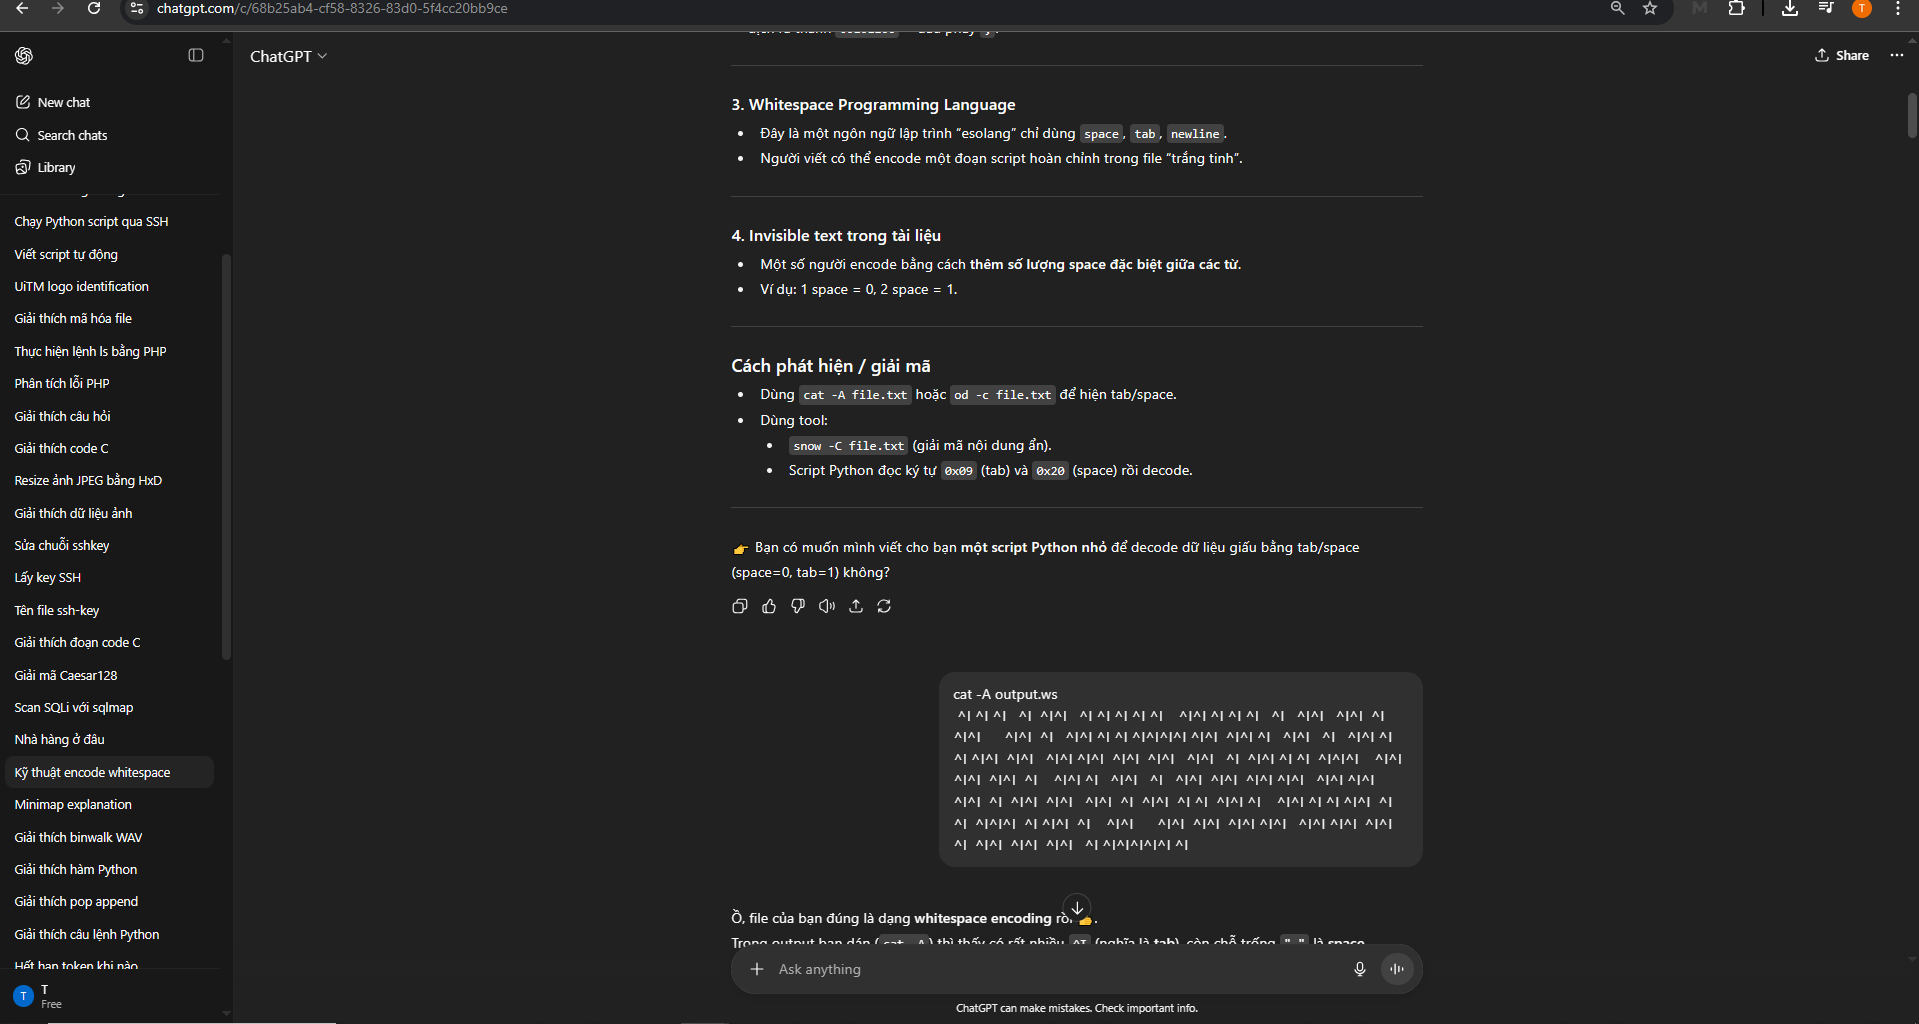 chatgpt.com/c/68b25ab4-cf58-8326-83d0-5f4cc20bb9ce
T
ChatGPT
Share
New chat
Search chats
Library
Chạy Python script qua SSH
Viết script tự động
UiTM logo identification
Giải thích mã hóa file
Thực hiện lệnh ls bằng PHP
Phân tích lỗi PHP
Giải thích câu hỏi
Giải thích code C
Resize ảnh JPEG bằng HxD
Giải thích dữ liệu ảnh
Sửa chuỗi sshkey
Lấy key SSH
Tên file ssh-key
Giải thích đoạn code C
Giải mã Caesar128
Scan SQLi với sqlmap
Nhà hàng ở đâu
Kỹ thuật encode whitespace
Minimap explanation
Giải thích binwalk WAV
Giải thích hàm Python
Giải thích pop append
Giải thích câu lệnh Python
Hết hạn token khi nào
T
T
Free
3. Whitespace Programming Language
Đây là một ngôn ngữ lập trình “esolang” chỉ dùng space, tab, newline.
Người viết có thể encode một đoạn script hoàn chỉnh trong file “trắng tinh”.
4. Invisible text trong tài liệu
Một số người encode bằng cách thêm số lượng space đặc biệt giữa các từ.
Ví dụ: 1 space = 0, 2 space = 1.
Cách phát hiện / giải mã
Dùng cat -A file.txt hoặc od -c file.txt để hiện tab/space.
Dùng tool:
snow -C file.txt (giải mã nội dung ẩn).
Script Python đọc ký tự 0x09 (tab) và 0x20 (space) rồi decode.
👉 Bạn có muốn mình viết cho bạn một script Python nhỏ để decode dữ liệu giấu bằng tab/space
(space=0, tab=1) không?
cat -A output.ws
^I ^I ^I   ^I  ^I^I   ^I ^I ^I ^I ^I    ^I^I ^I ^I ^I   ^I   ^I^I   ^I^I  ^I
^I^I      ^I  ^I   ^I^I ^I ^I ^I^I^I^I ^I^I  ^I^I ^I   ^I^I   ^I   ^I^I ^I
^I ^I^I  ^I^I   ^I^I ^I^I  ^I^I  ^I^I   ^I^I   ^I  ^I^I ^I ^I  ^I^I^I    ^I^I
^I^I  ^I^I  ^I    ^I^I ^I   ^I^I   ^I   ^I^I  ^I^I  ^I^I ^I^I   ^I^I ^I^I
^I^I  ^I  ^I^I  ^I^I   ^I^I  ^I  ^I^I  ^I ^I  ^I^I ^I    ^I^I ^I ^I ^I^I  ^I
^I  ^I^I^I  ^I ^I^I  ^I    ^I^I      ^I^I  ^I^I  ^I^I ^I^I   ^I^I ^I^I  ^I^I
^I  ^I^I  ^I^I  ^I^I   ^I ^I^I^I^I^I ^I
Ồ, file của bạn đúng là dạng whitespace encoding
Ask anything
ChatGPT can make mistakes. Check important info.